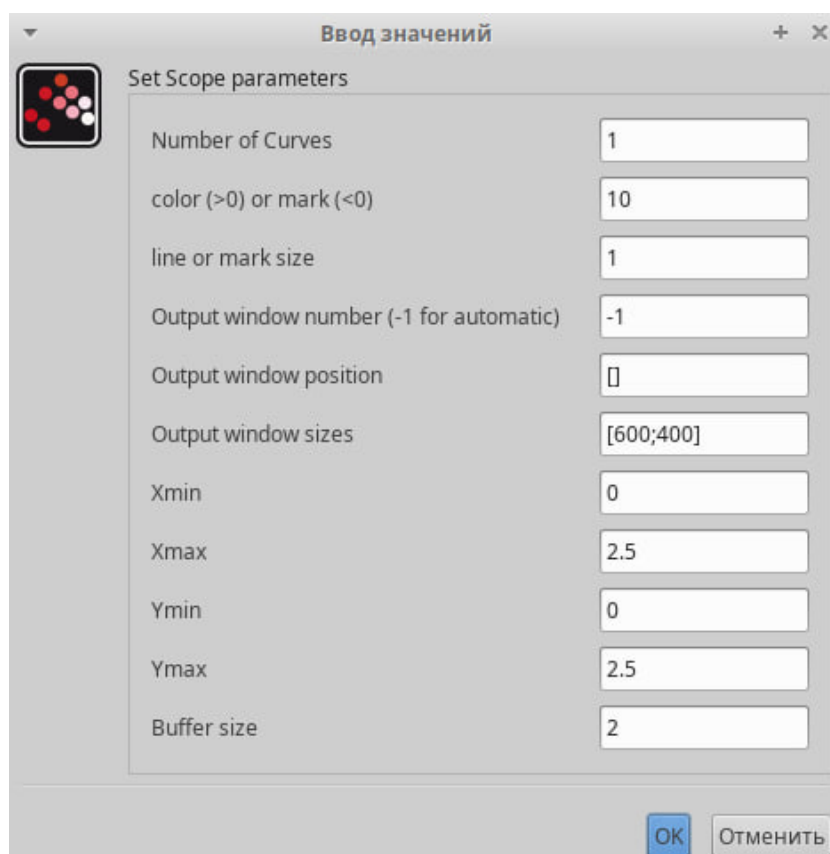 Ввод значений
Set Scope parameters
Number of Curves 1
color (>0) or mark (<0) 10
line or mark size 1
Output window number (-1 for automatic) -1
Output window position []
Output window sizes [600;400]
Xmin 0
Xmax 2.5
Ymin 0
Ymax 2.5
Buffer size 2
OK Отменить